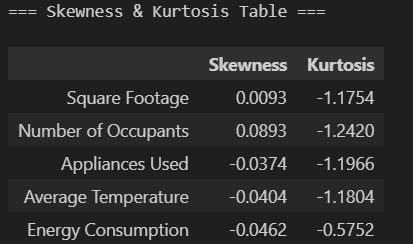 === Skewness & Kurtosis Table ===
Skewness Kurtosis
Square Footage 0.0093 -1.1754
Number of Occupants 0.0893 -1.2420
Appliances Used -0.0374 -1.1966
Average Temperature -0.0404 -1.1804
Energy Consumption -0.0462 -0.5752